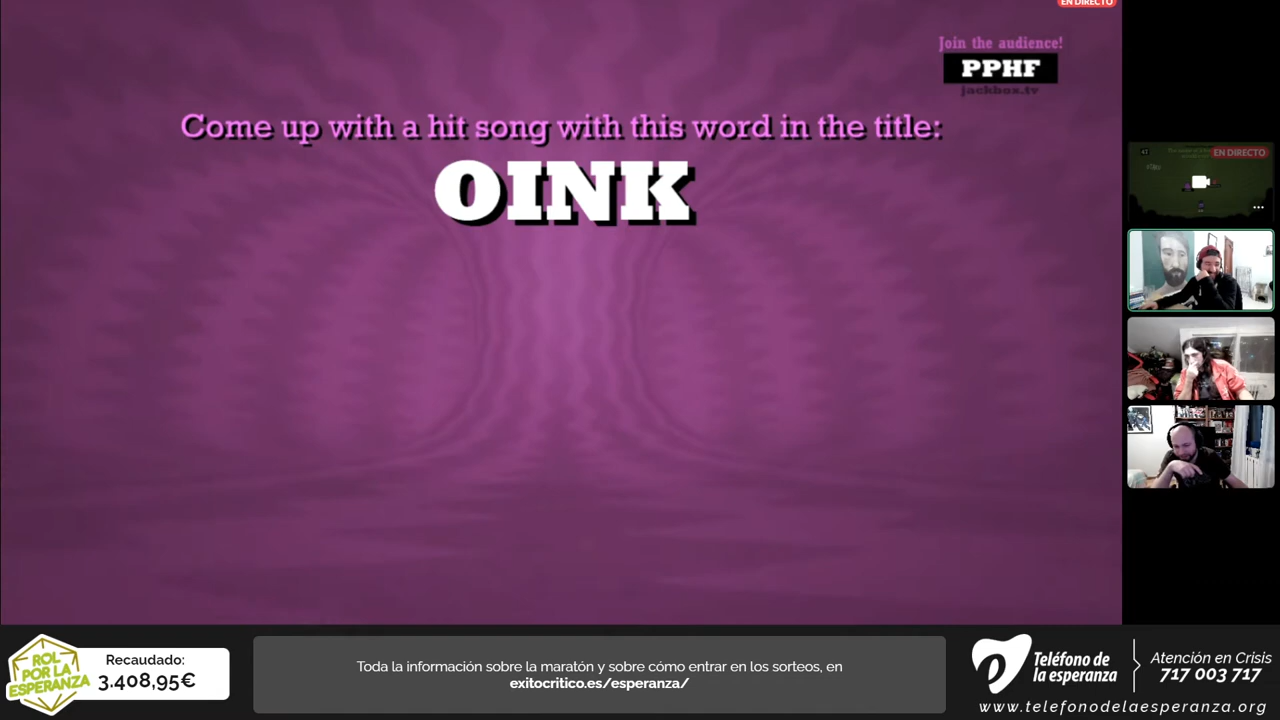 EN DIRECTO
Join the audience!
PPHF
jackbox.tv
Come up with a hit song with this word in the title:
OINK
EN DIRECTO
ROL
POR LA
ESPERANZA
Recaudado:
3.408,95€
Toda la información sobre la maratón y sobre cómo entrar en los sorteos, en
exitocritico.es/esperanza/
Teléfono de
la esperanza
Atención en Crisis
717 003 717
www.telefonodelaesperanza.org